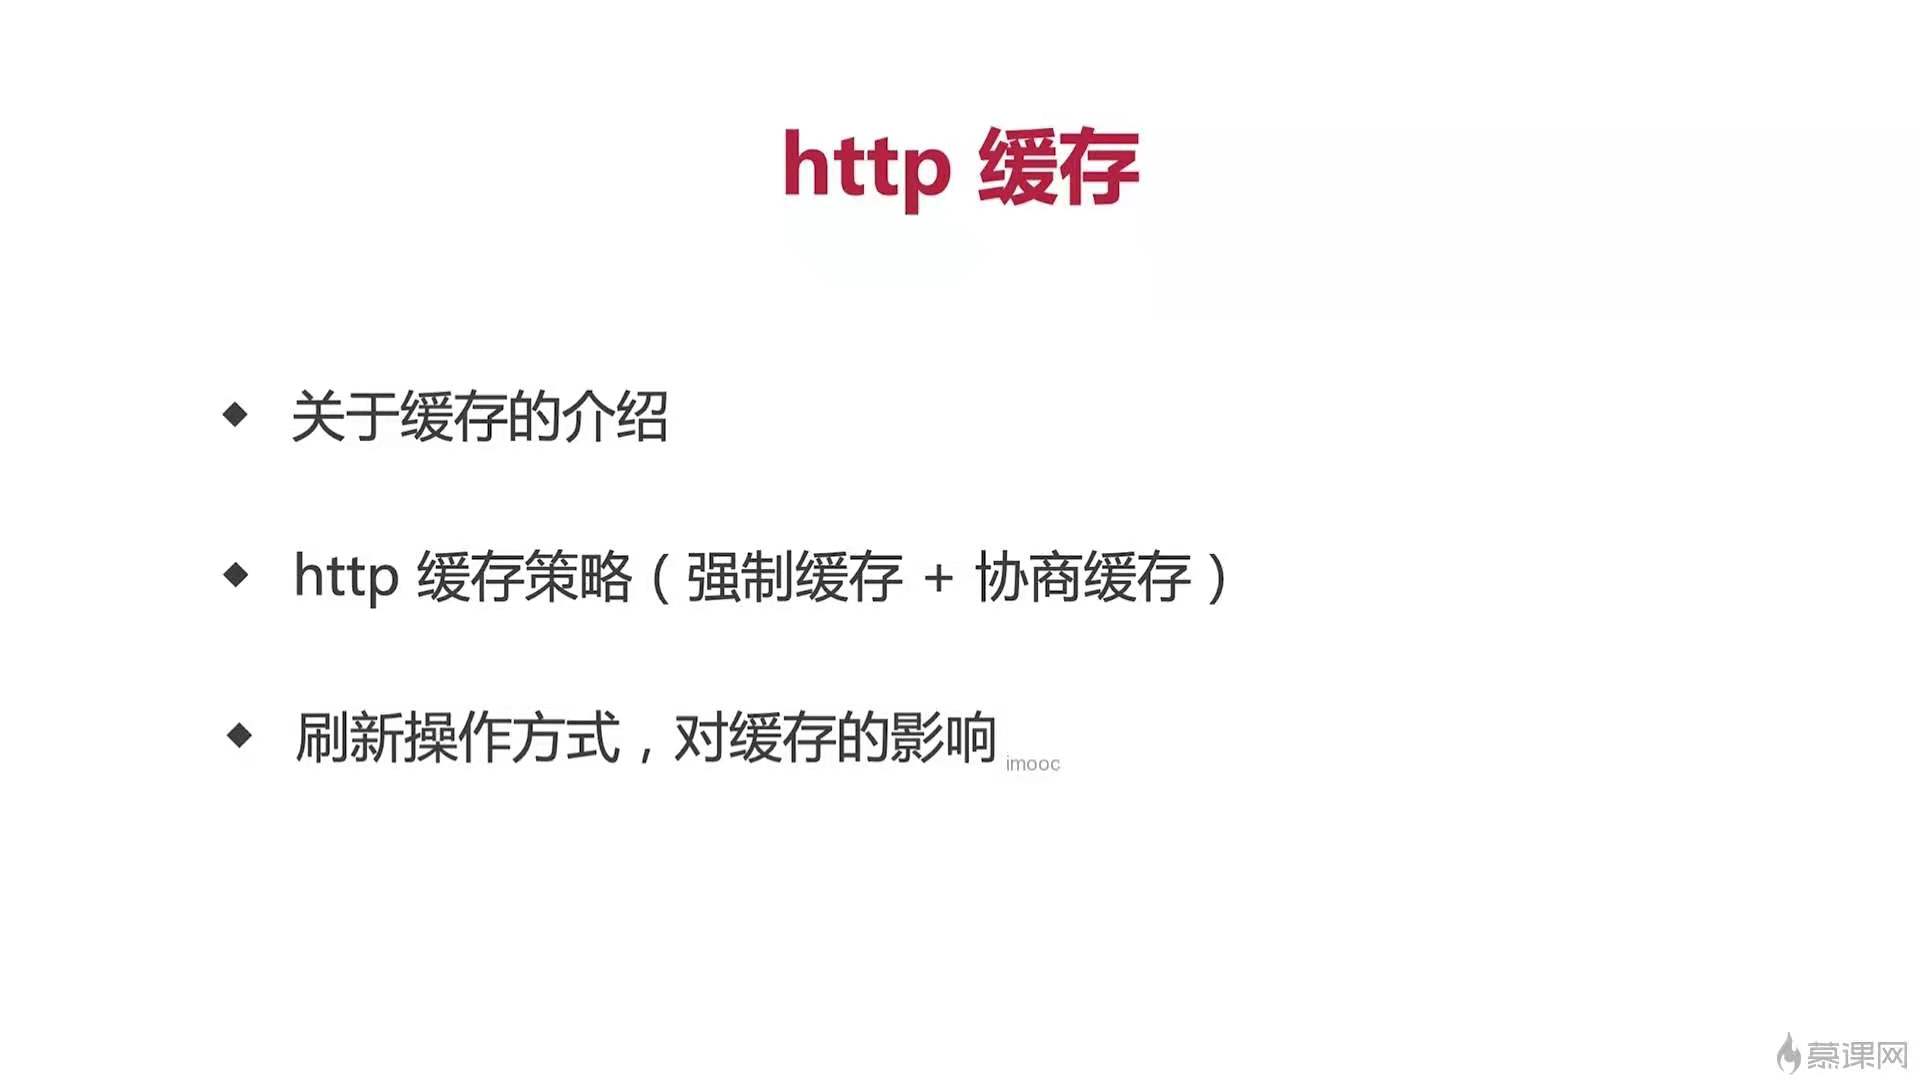 http 缓存
关于缓存的介绍
http 缓存策略（强制缓存 + 协商缓存）
刷新操作方式，对缓存的影响
imooc
慕课网